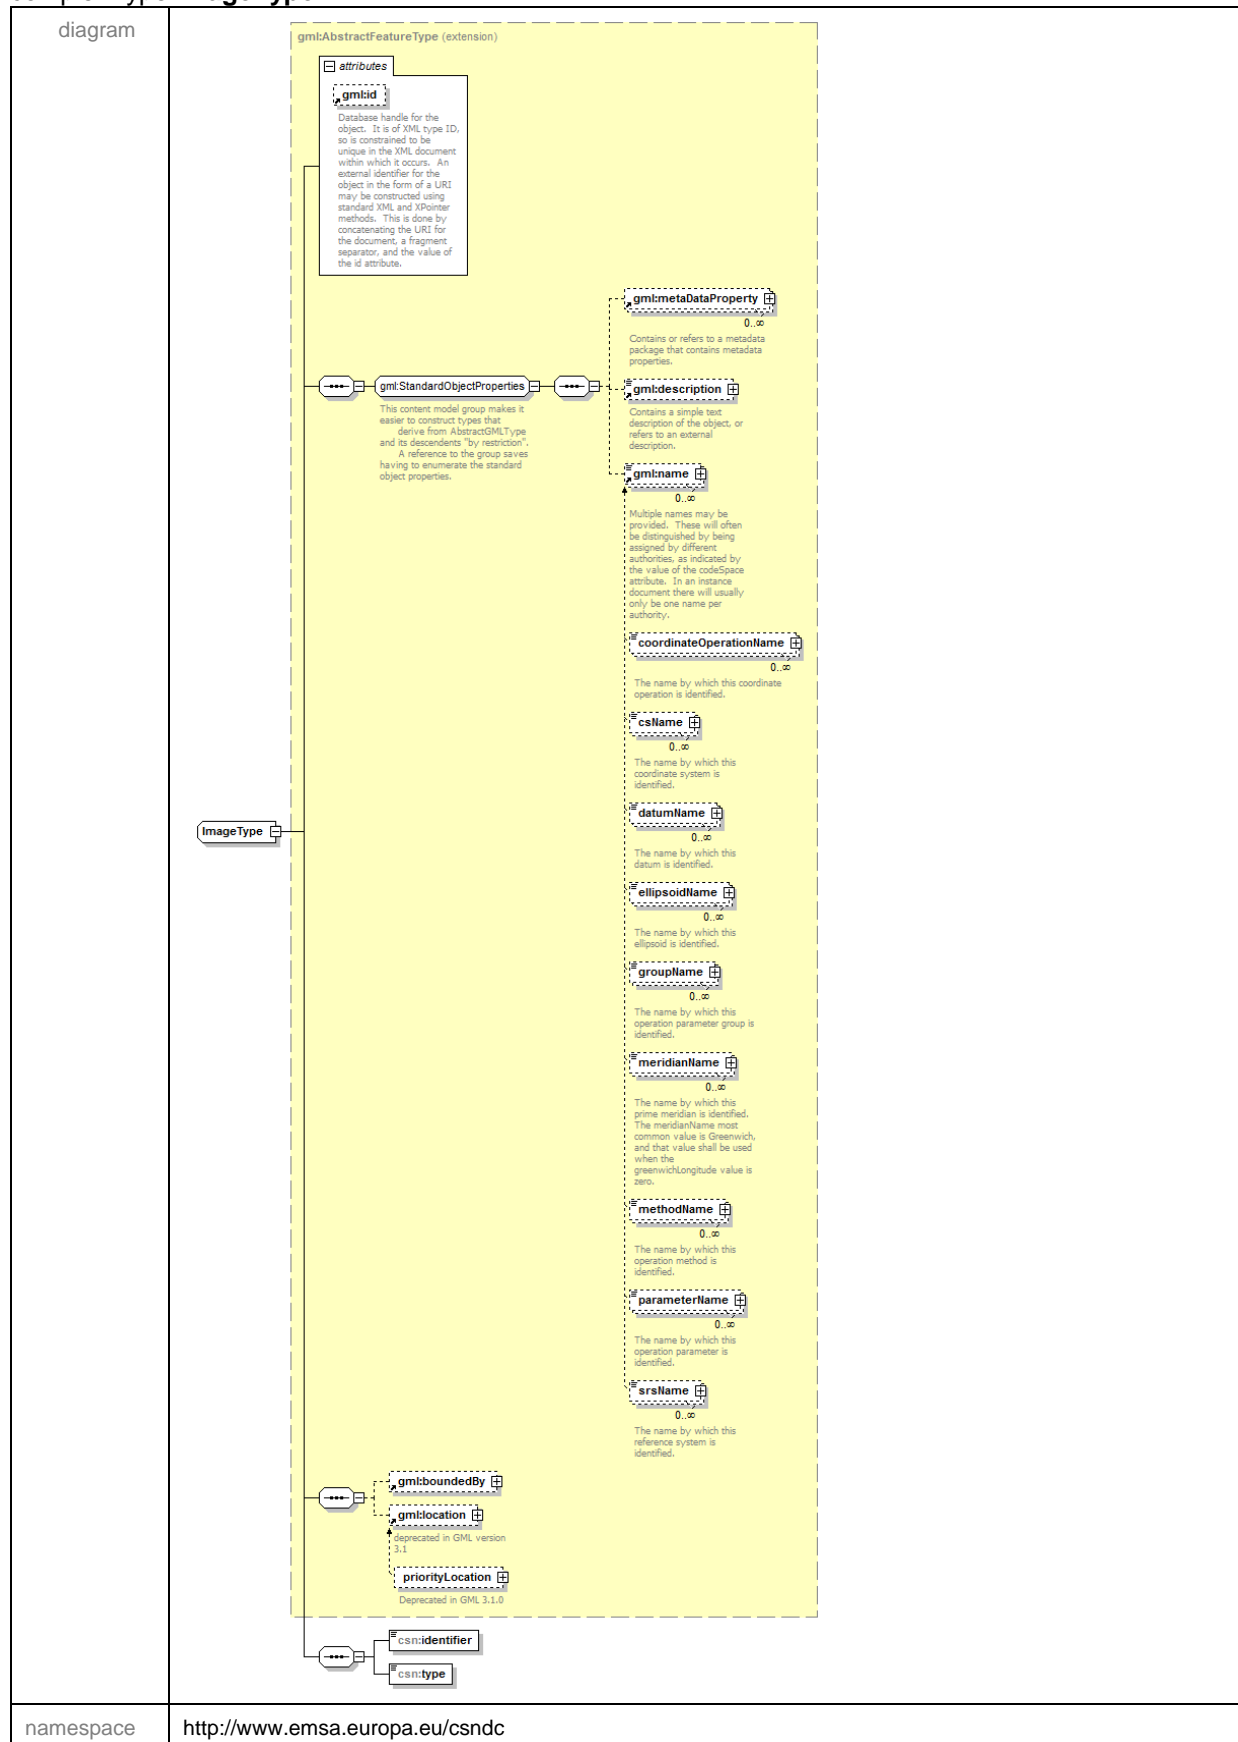 diagram
gml:AbstractFeatureType (extension)
attributes
gml:id
Database handle for the
object. It is of XML type ID,
so is constrained to be
unique in the XML document
within which it occurs. An
external identifier for the
object in the form of a URI
may be constructed using
standard XML and XPointer
methods. This is done by
concatenating the URI for
the document, a fragment
separator, and the value of
the id attribute.
gml:metaDataProperty
0..∞
Contains or refers to a metadata
package that contains metadata
properties.
gml:StandardObjectProperties
This content model group makes it
easier to construct types that
derive from AbstractGMLType
and its descendents "by restriction".
A reference to the group saves
having to enumerate the standard
object properties.
gml:description
Contains a simple text
description of the object, or
refers to an external
description.
gml:name
0..∞
Multiple names may be
provided. These will often
be distinguished by being
assigned by different
authorities, as indicated by
the value of the codeSpace
attribute. In an instance
document there will usually
only be one name per
authority.
coordinateOperationName
0..∞
The name by which this coordinate
operation is identified.
csName
0..∞
The name by which this
coordinate system is
identified.
datumName
0..∞
The name by which this
datum is identified.
ImageType
ellipsoidName
0..∞
The name by which this
ellipsoid is identified.
groupName
0..∞
The name by which this
operation parameter group is
identified.
meridianName
0..∞
The name by which this
prime meridian is identified.
The meridianName most
common value is Greenwich,
and that value shall be used
when the
greenwichLongitude value is
zero.
methodName
0..∞
The name by which this
operation method is
identified.
parameterName
0..∞
The name by which this
operation parameter is
identified.
srsName
0..∞
The name by which this
reference system is
identified.
gml:boundedBy
gml:location
deprecated in GML version
3.1
priorityLocation
Deprecated in GML 3.1.0
csn:identifier
csn:type
namespace http://www.emsa.europa.eu/csndc